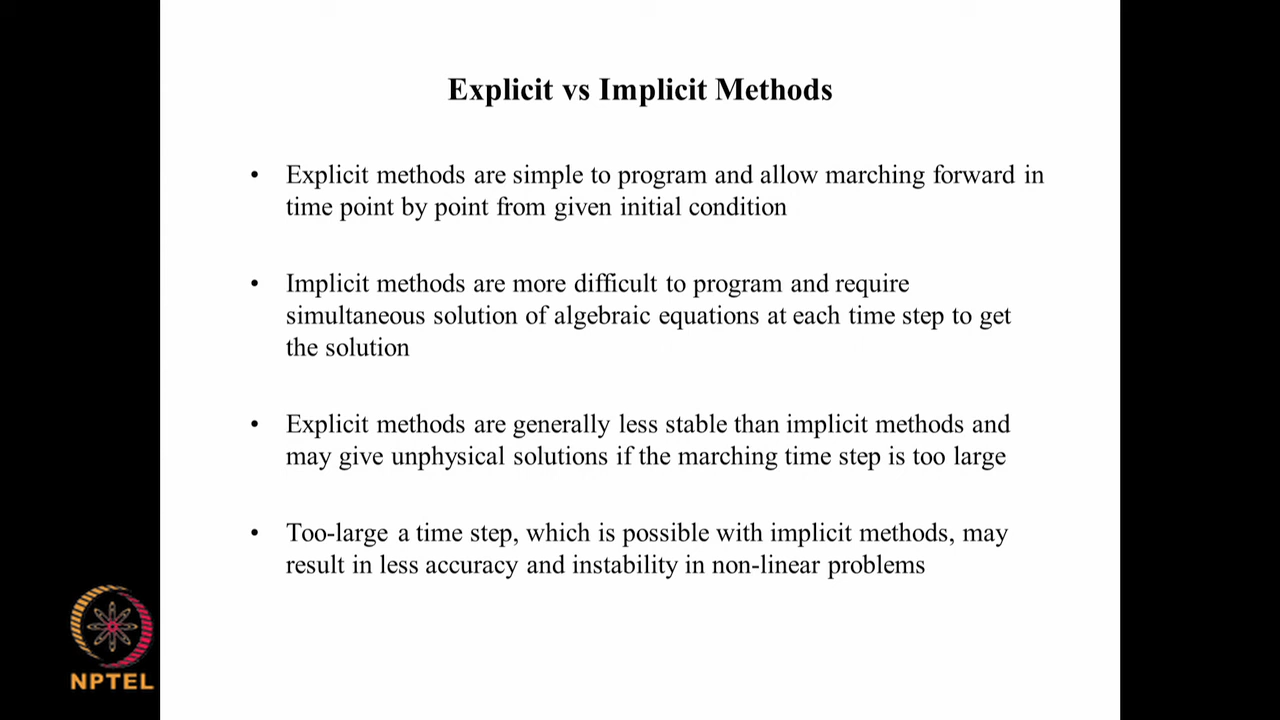 Explicit vs Implicit Methods
• Explicit methods are simple to program and allow marching forward in
time point by point from given initial condition
• Implicit methods are more difficult to program and require
simultaneous solution of algebraic equations at each time step to get
the solution
• Explicit methods are generally less stable than implicit methods and
may give unphysical solutions if the marching time step is too large
• Too-large a time step, which is possible with implicit methods, may
result in less accuracy and instability in non-linear problems
NPTEL